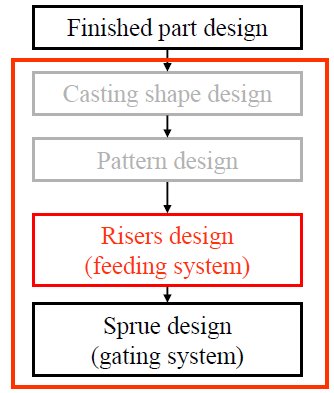 Finished part design
Casting shape design
Pattern design
Risers design
(feeding system)
Sprue design
(gating system)